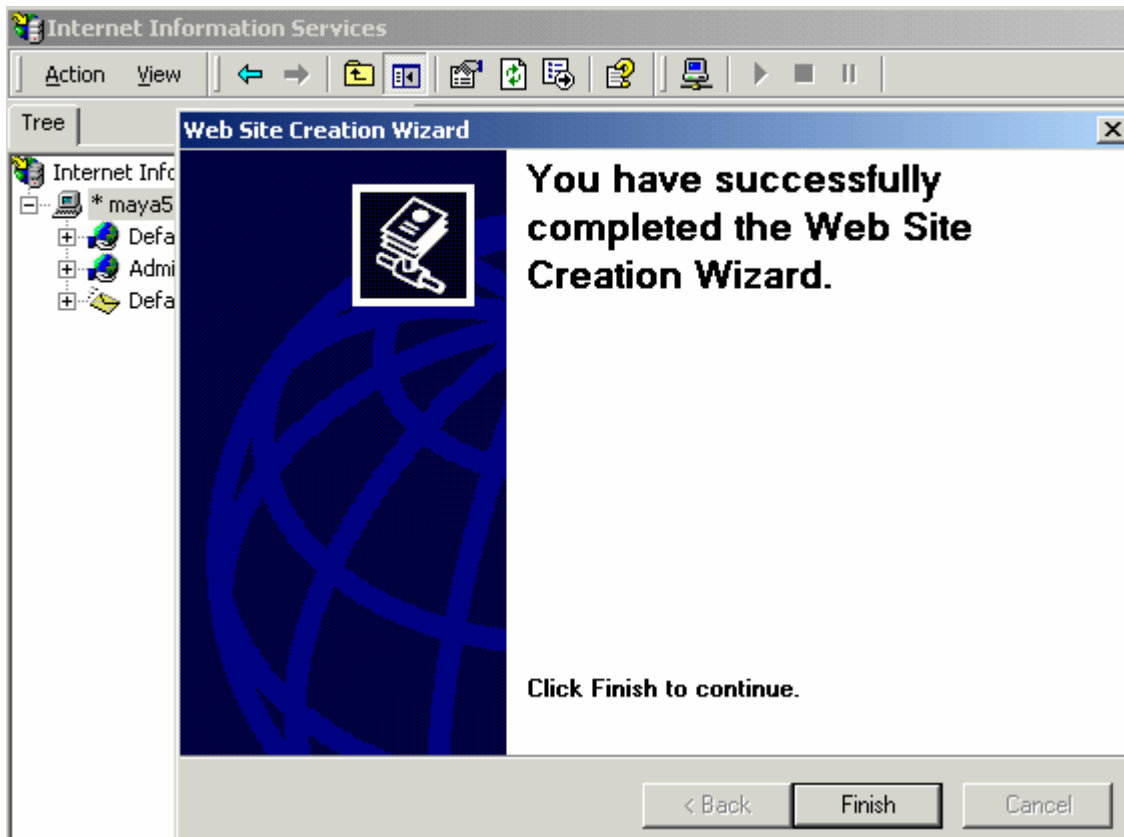 Internet Information Services
Action View
Tree
Web Site Creation Wizard
Internet Info
* maya5
Defa
Admi
Defa
You have successfully
completed the Web Site
Creation Wizard.
Click Finish to continue.
< Back Finish Cancel